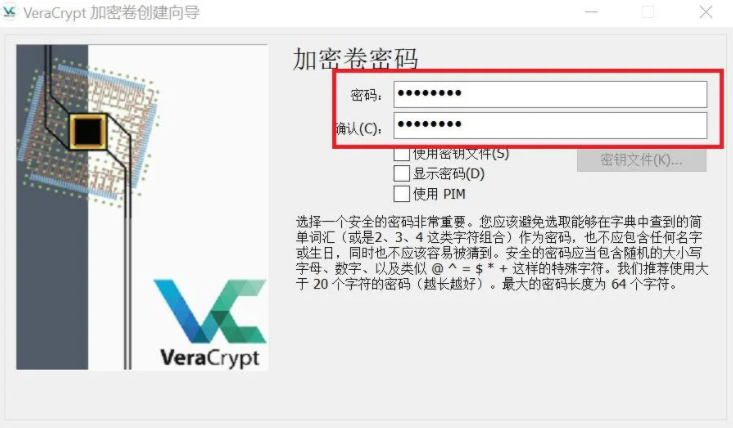 VeraCrypt 加密卷创建向导
加密卷密码
密码:
●●●●●●●●
确认(C):
●●●●●●●●
使用密钥文件(S)
密钥文件(K)...
显示密码(D)
使用 PIM
选择一个安全的密码非常重要。您应该避免选取能够在字典中查到的简
单词汇（或是2、3、4 这类字符组合）作为密码，也不应包含任何名字
或生日，同时也不应该容易被猜到。安全的密码应当包含随机的大小写
字母、数字、以及类似 @ ^ = $ * + 这样的特殊字符。我们推荐使用大
于 20 个字符的密码（越长越好）。最大的密码长度为 64 个字符。
VeraCrypt